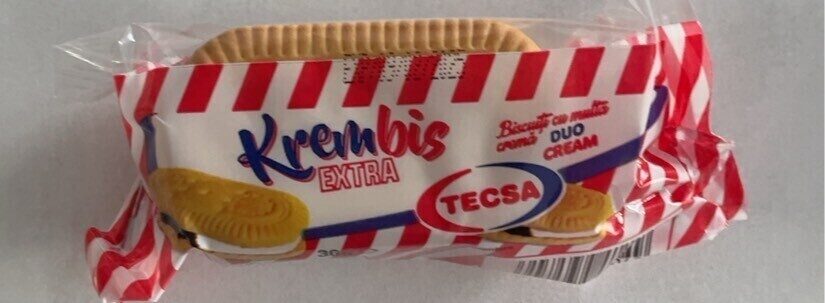 Krembis
EXTRA
Biscuiți cu multă
cremă DUO
CREAM
TECSA